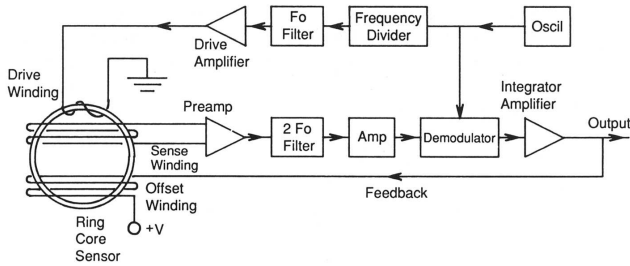 Fo
Filter
Frequency
Divider
Oscil
Drive
Amplifier
Drive
Winding
Integrator
Amplifier
Preamp
2 Fo
Filter
Amp
Demodulator
Output
Sense
Winding
Offset
Winding
Feedback
Ring
Core
Sensor
+V